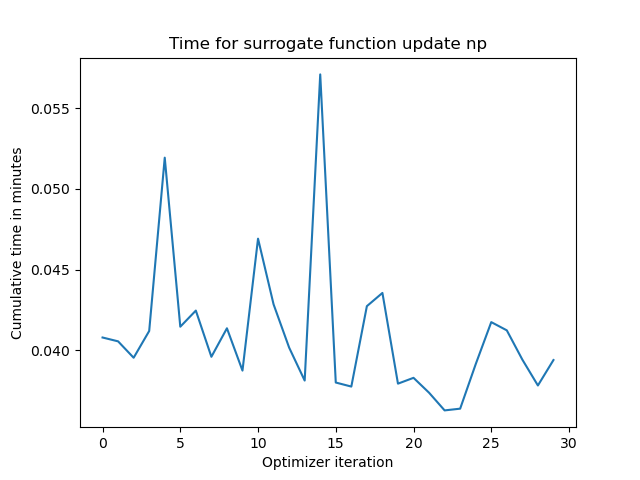 Time for surrogate function update np
Cumulative time in minutes
0.055
0.050
0.045
0.040
0 5 10 15 20 25 30
Optimizer iteration